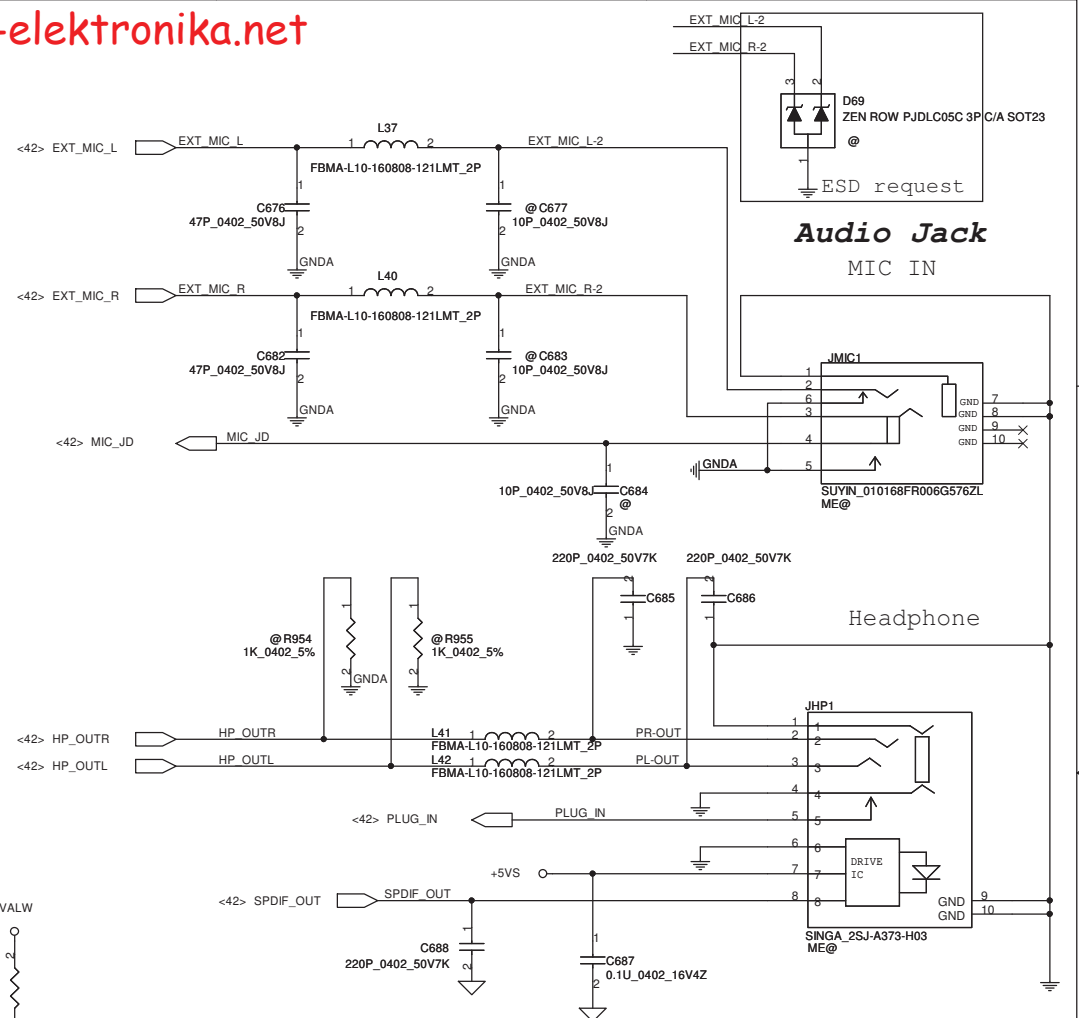 -elektronika.net
EXT_MIC_L-2
EXT_MIC_R-2
3 2
D69
ZEN ROW PJDLC05C 3P C/A SOT23
@
1
ESD request
Audio Jack
MIC IN
<42> EXT_MIC_L EXT_MIC_L 1 L37 2 EXT_MIC_L-2
FBMA-L10-160808-121LMT_2P
1 C676 2
47P_0402_50V8J
GNDA
1 @ C677 2
10P_0402_50V8J
GNDA
<42> EXT_MIC_R EXT_MIC_R 1 L40 2 EXT_MIC_R-2
FBMA-L10-160808-121LMT_2P
1 C682 2
47P_0402_50V8J
GNDA
1 @ C683 2
10P_0402_50V8J
GNDA
JMIC1
1
2
6
3
4
5
GND 7
GND 8
GND 9
GND 10
SUYIN_010168FR006G576ZL
ME@
<42> MIC_JD MIC_JD
GNDA
1
10P_0402_50V8J C684
@
2
GNDA
220P_0402_50V7K 220P_0402_50V7K
2 C685 1
2 C686 1
Headphone
1
@ R954
1K_0402_5%
2
GNDA
1
@ R955
1K_0402_5%
2
JHP1
<42> HP_OUTR HP_OUTR L41 1 2 PR-OUT
FBMA-L10-160808-121LMT_2P
<42> HP_OUTL HP_OUTL L42 1 2 PL-OUT
FBMA-L10-160808-121LMT_2P
1 1
2 2
3 3
4 4
<42> PLUG_IN PLUG_IN 5 5
6 6
+5VS 7 7
DRIVE
IC
<42> SPDIF_OUT SPDIF_OUT 8 8
GND 9
GND 10
SINGA_2SJ-A373-H03
ME@
1
C688
220P_0402_50V7K
2
1
C687
0.1U_0402_16V4Z
2
VALW
2